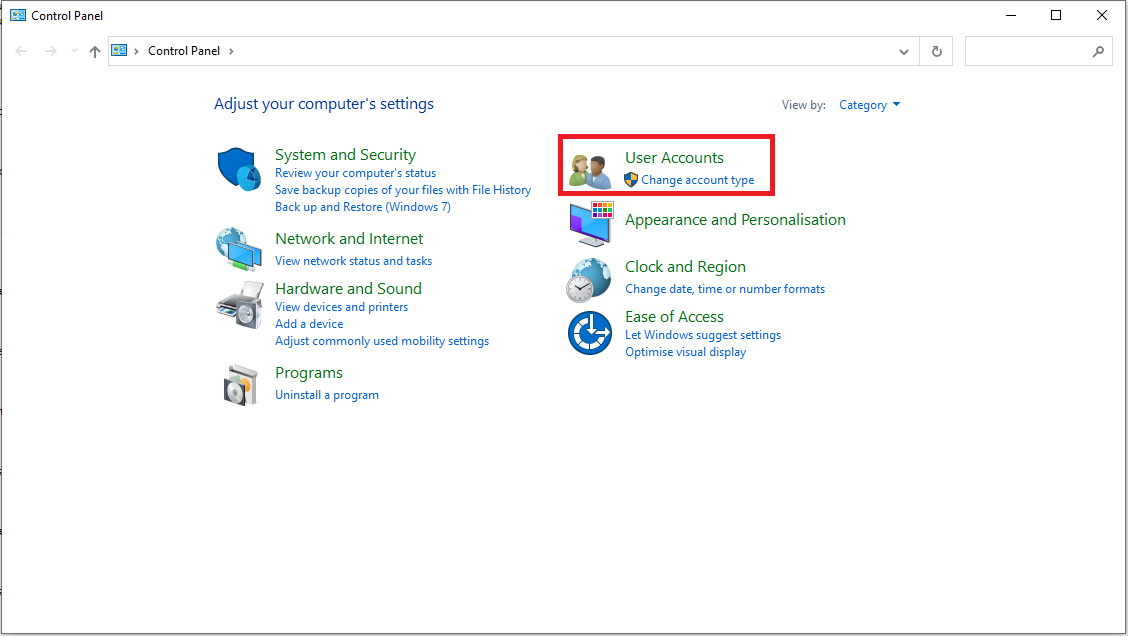 Control Panel
Control Panel
Adjust your computer's settings
View by: Category
System and Security
Review your computer's status
Save backup copies of your files with File History
Back up and Restore (Windows 7)
Network and Internet
View network status and tasks
Hardware and Sound
View devices and printers
Add a device
Adjust commonly used mobility settings
Programs
Uninstall a program
User Accounts
Change account type
Appearance and Personalisation
Clock and Region
Change date, time or number formats
Ease of Access
Let Windows suggest settings
Optimise visual display